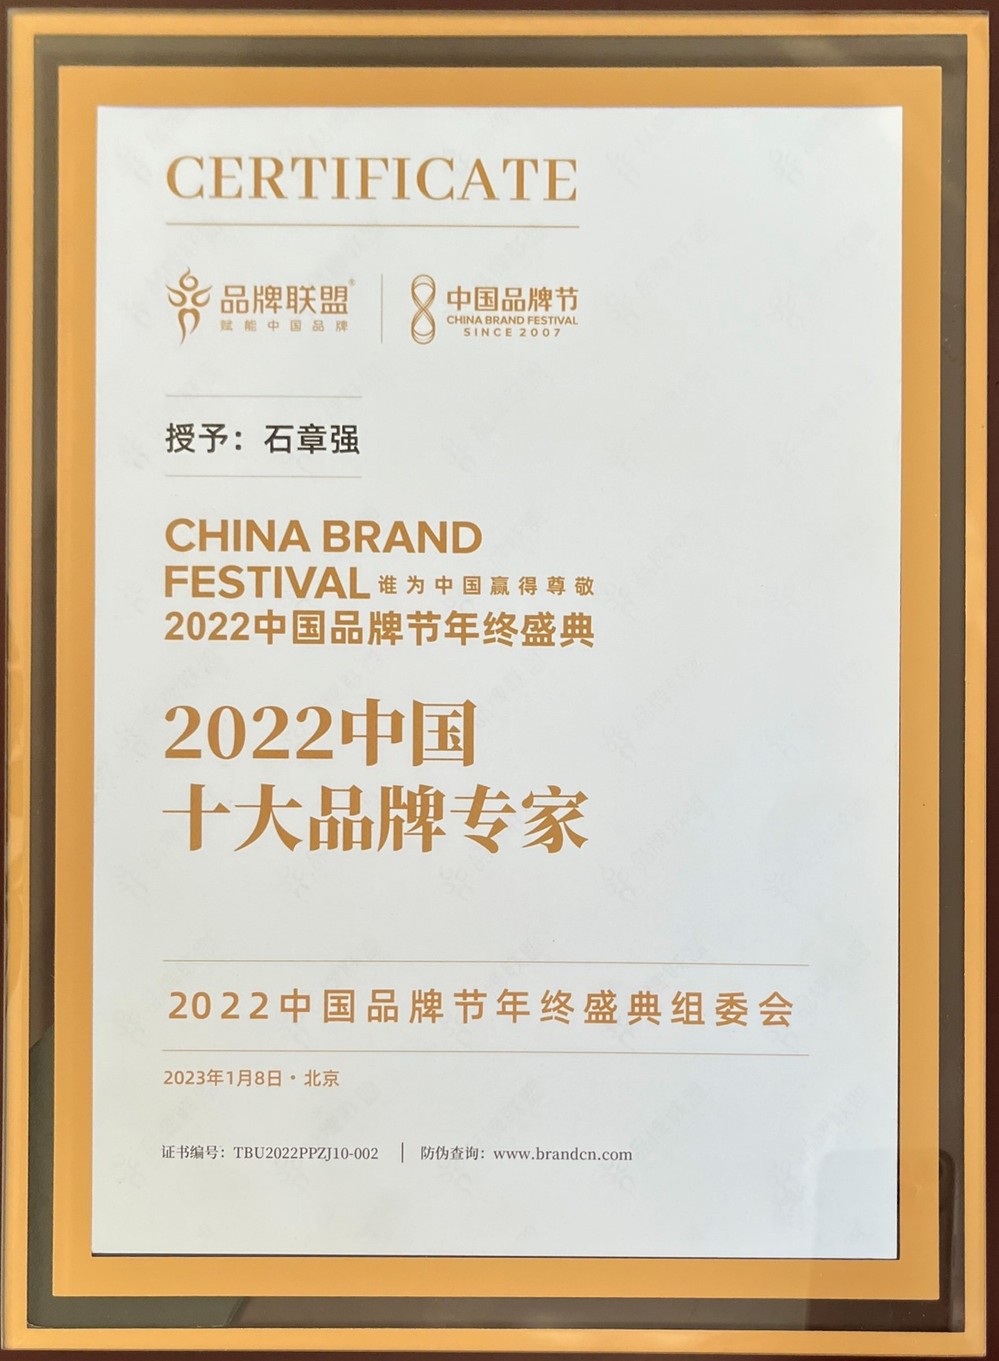 CERTIFICATE
品牌联盟®
赋能中国品牌
中国品牌节
CHINA BRAND FESTIVAL
SINCE 2007
授予：石章强
CHINA BRAND
FESTIVAL 谁为中国赢得尊敬
2022中国品牌节年终盛典
2022中国
十大品牌专家
2022中国品牌节年终盛典组委会
2023年1月8日·北京
证书编号：TBU2022PPZJ10-002 | 防伪查询：www.brandcn.com